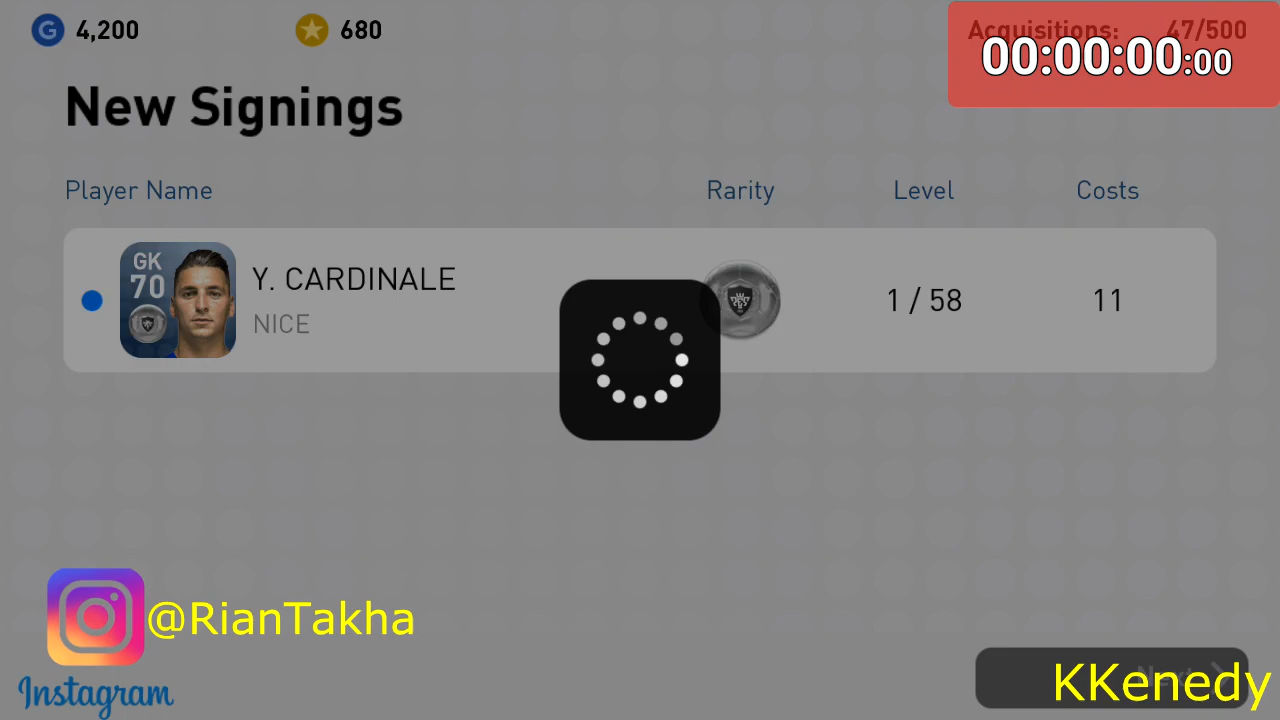 G 4,200
680
Acquisitions: 47/500
00:00:00:00
New Signings
Player Name
Rarity
Level
Costs
GK
70
Y. CARDINALE
NICE
1 / 58
11
@RianTakha
Instagram
Next
KKenedy